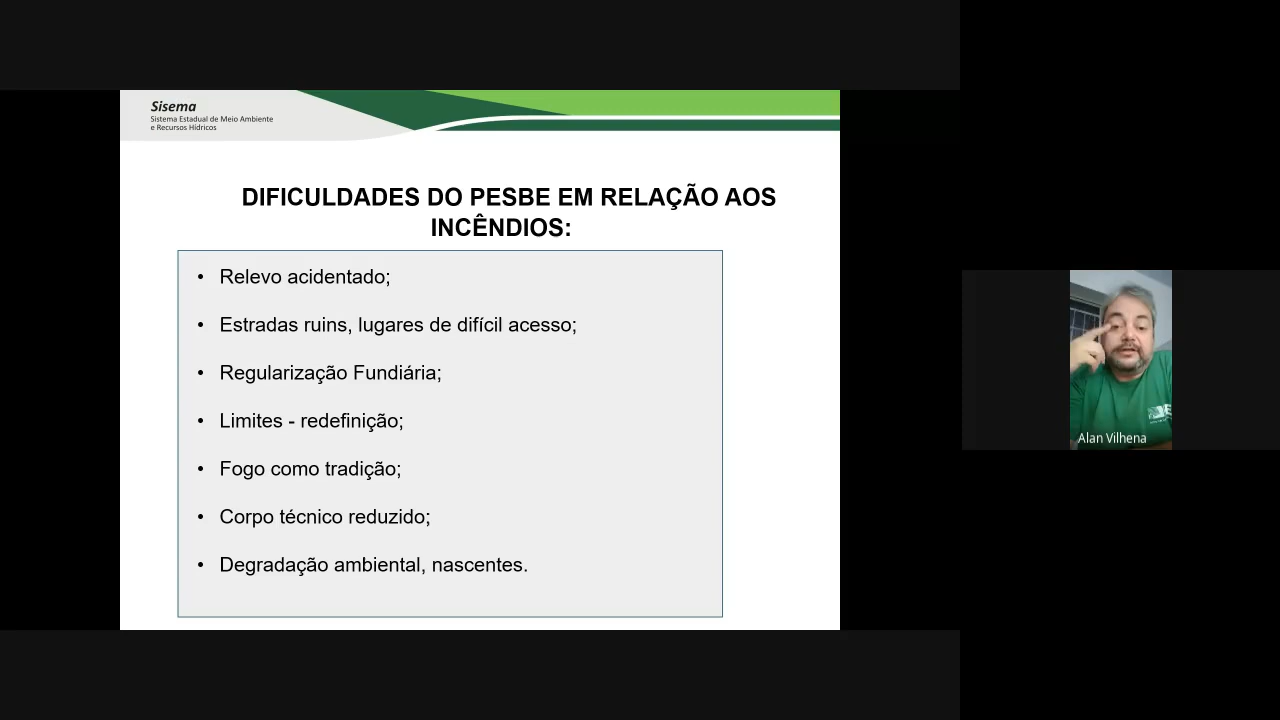 Sisema
Sistema Estadual de Meio Ambiente
e Recursos Hídricos
DIFICULDADES DO PESBE EM RELAÇÃO AOS
INCÊNDIOS:
• Relevo acidentado;
• Estradas ruins, lugares de difícil acesso;
• Regularização Fundiária;
• Limites - redefinição;
• Fogo como tradição;
• Corpo técnico reduzido;
• Degradação ambiental, nascentes.
Alan Vilhena